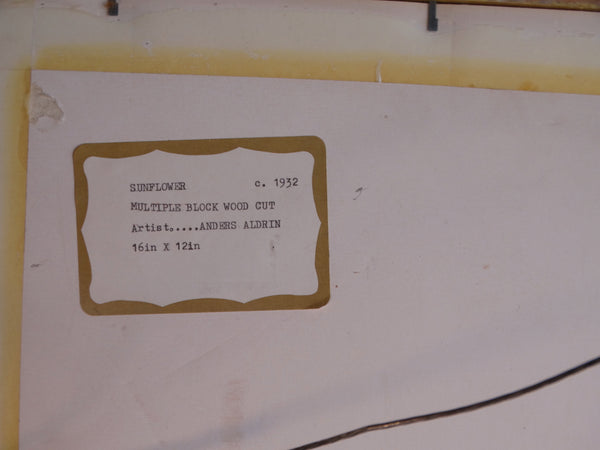 SUNFLOWER c. 1932
MULTIPLE BLOCK WOOD CUT
Artist.....ANDERS ALDRIN
16in X 12in